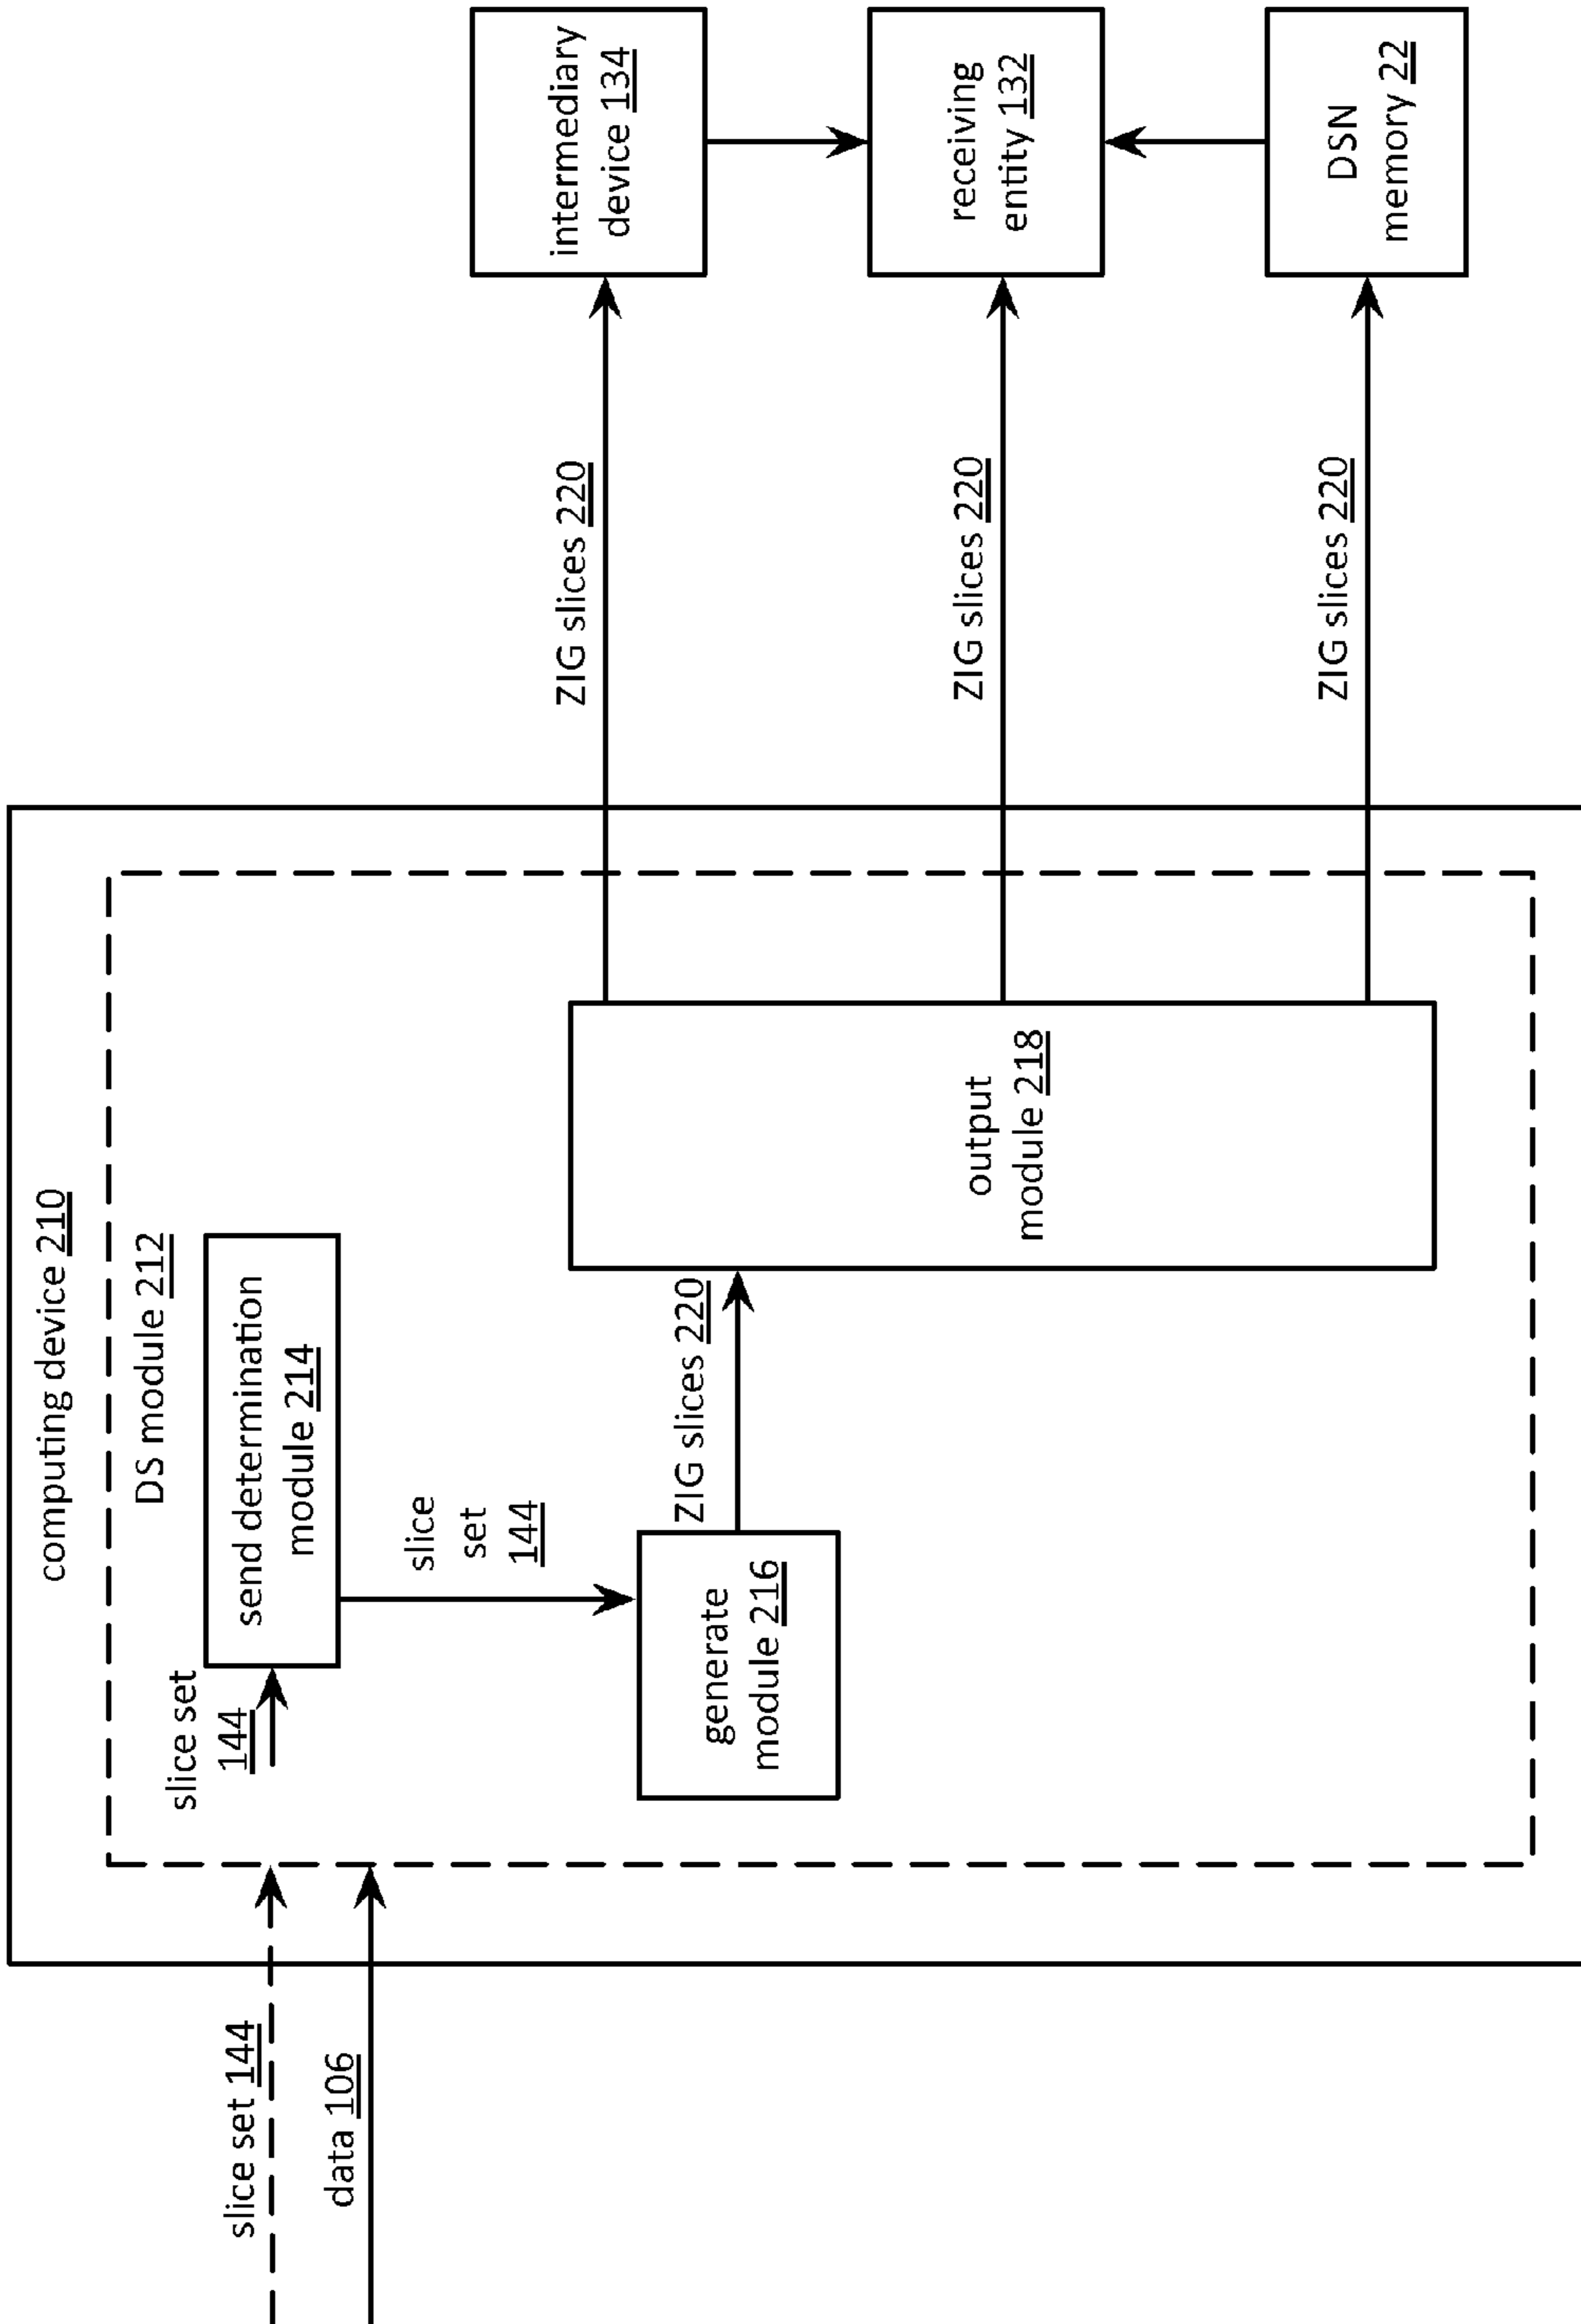 computing device 210
DS module 212
slice set 144
data 106
slice set
144
send determination
module 214
slice
set
144
generate
module 216
ZIG slices 220
output
module 218
ZIG slices 220
ZIG slices 220
ZIG slices 220
intermediary
device 134
receiving
entity 132
DSN
memory 22